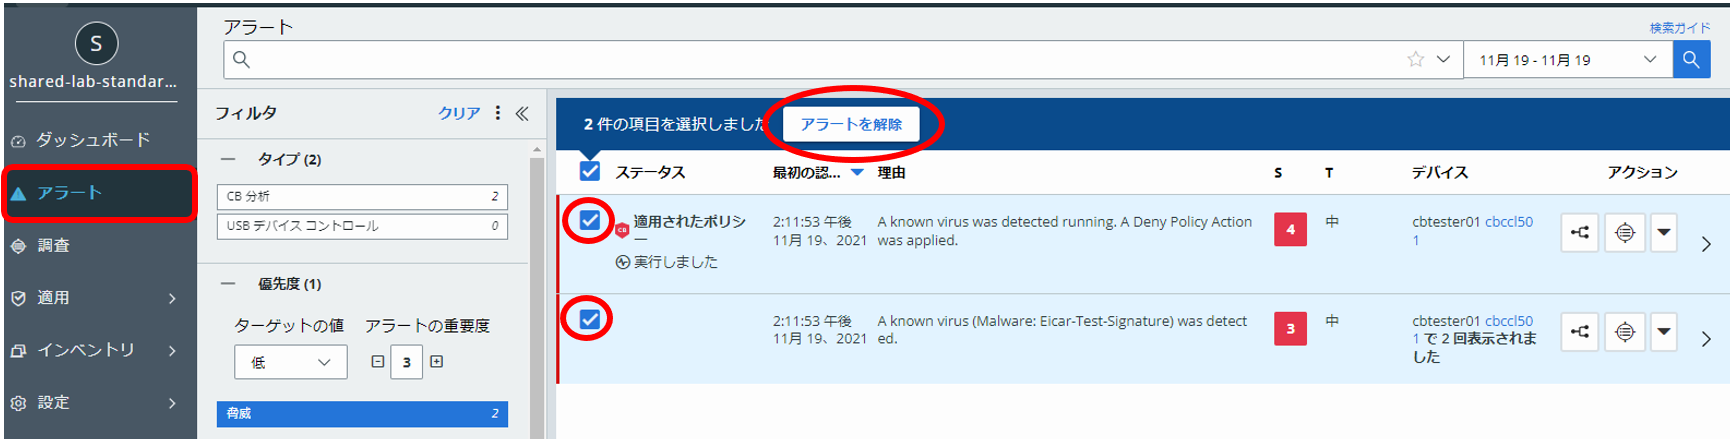 S
shared-lab-standar...
ダッシュボード
アラート
調査
適用
インベントリ
設定
アラート
検索ガイド
11月 19 - 11月 19
フィルタ
クリア
タイプ (2)
CB 分析
2
USB デバイス コントロール
0
優先度 (1)
ターゲットの値
アラートの重要度
低
3
脅威
2
2 件の項目を選択しました
アラートを解除
ステータス
最初の認...
理由
S
T
デバイス
アクション
CB
適用されたポリシ
ー
実行しました
2:11:53 午後
11月 19、2021
A known virus was detected running. A Deny Policy Action
was applied.
4
中
cbtester01 cbccl50
1
2:11:53 午後
11月 19、2021
A known virus (Malware: Eicar-Test-Signature) was detect
ed.
3
中
cbtester01 cbccl50
1 で 2 回表示されま
した